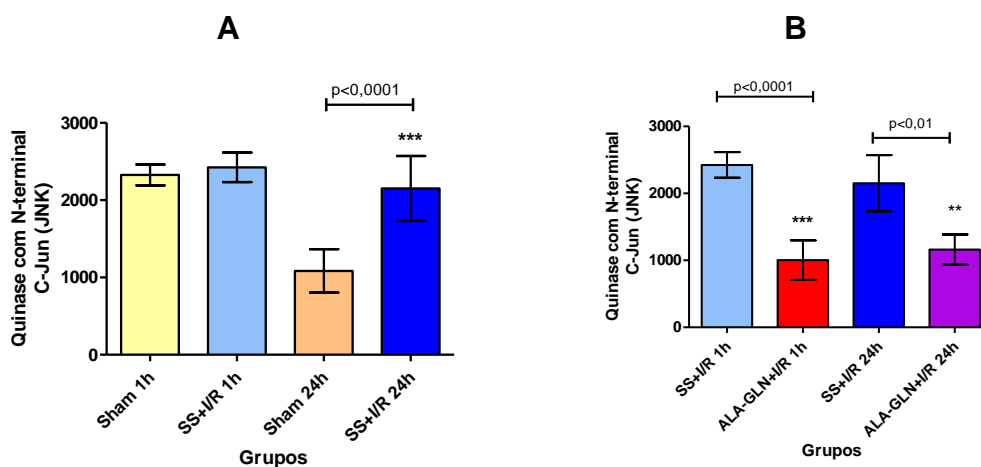 A
p<0,0001
***
3000
2000
1000
0
Quinase com N-terminal
C-Jun (JNK)
Sham 1h
SS+I/R 1h
Sham 24h
SS+I/R 24h
Grupos
B
p<0,0001
p<0,01
***
**
3000
2000
1000
0
Quinase com N-terminal
C-Jun (JNK)
SS+I/R 1h
ALA-GLN+I/R 1h
SS+I/R 24h
ALA-GLN+I/R 24h
Grupos